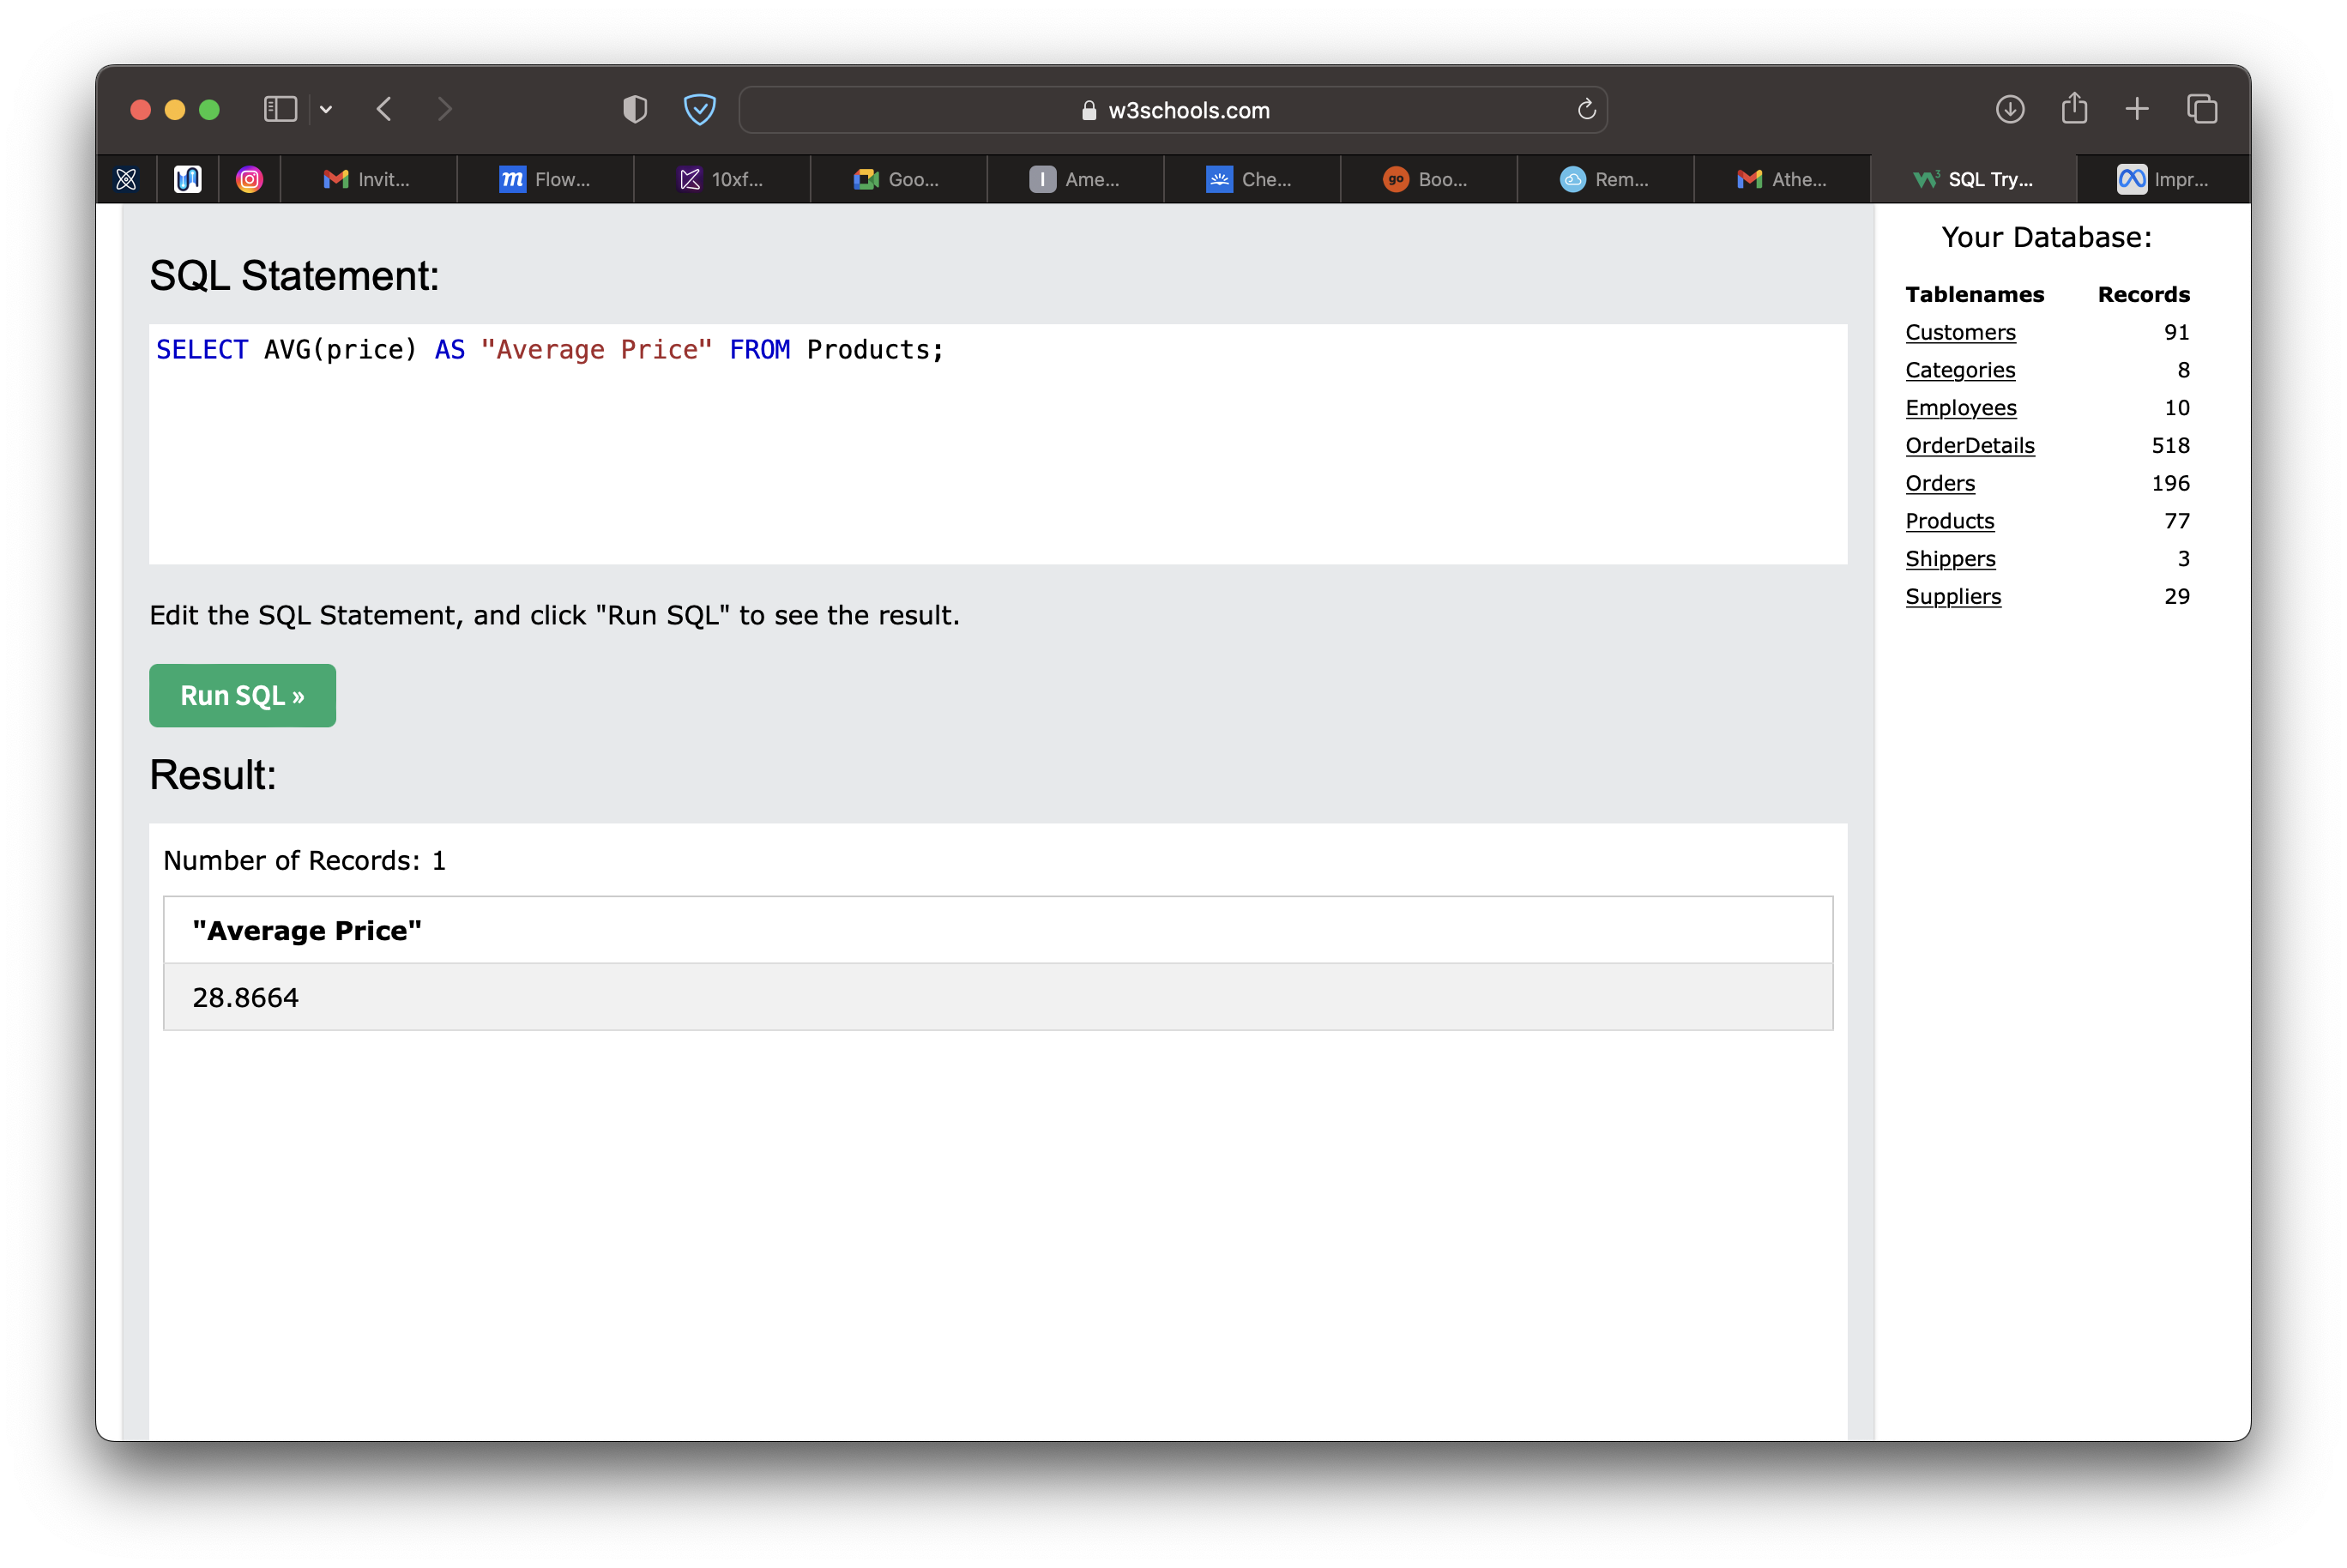 w3schools.com
Invit... Flow... 10xf... Goo... Ame... Che... Boo... Rem... Athe... SQL Try... Impr...
SQL Statement:
SELECT AVG(price) AS "Average Price" FROM Products;
Edit the SQL Statement, and click "Run SQL" to see the result.
Run SQL »
Result:
Number of Records: 1
"Average Price"
28.8664
Your Database:
Tablenames Records
Customers 91
Categories 8
Employees 10
OrderDetails 518
Orders 196
Products 77
Shippers 3
Suppliers 29